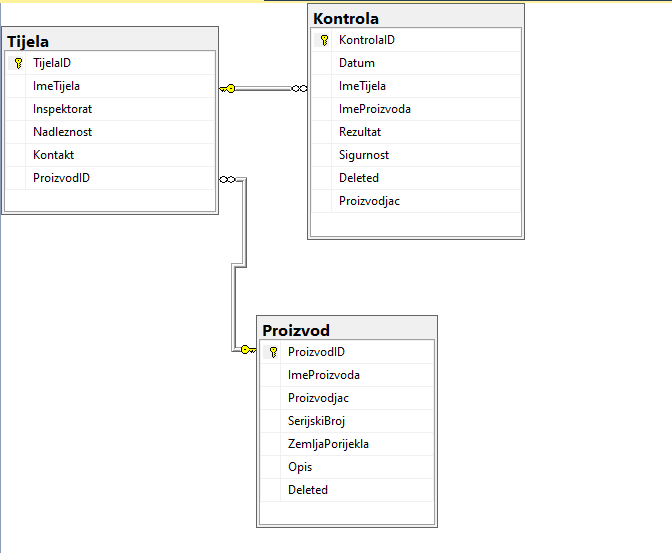 Tijela
TijelaID
ImeTijela
Inspektorat
Nadleznost
Kontakt
ProizvodID
Kontrola
KontrolaID
Datum
ImeTijela
ImeProizvoda
Rezultat
Sigurnost
Deleted
Proizvodjac
Proizvod
ProizvodID
ImeProizvoda
Proizvodjac
SerijskiBroj
ZemljaPorijekla
Opis
Deleted